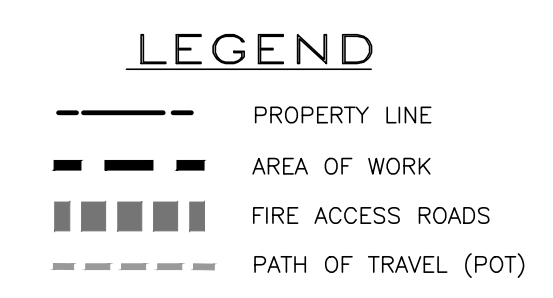 LEGEND
PROPERTY LINE
AREA OF WORK
FIRE ACCESS ROADS
PATH OF TRAVEL (POT)